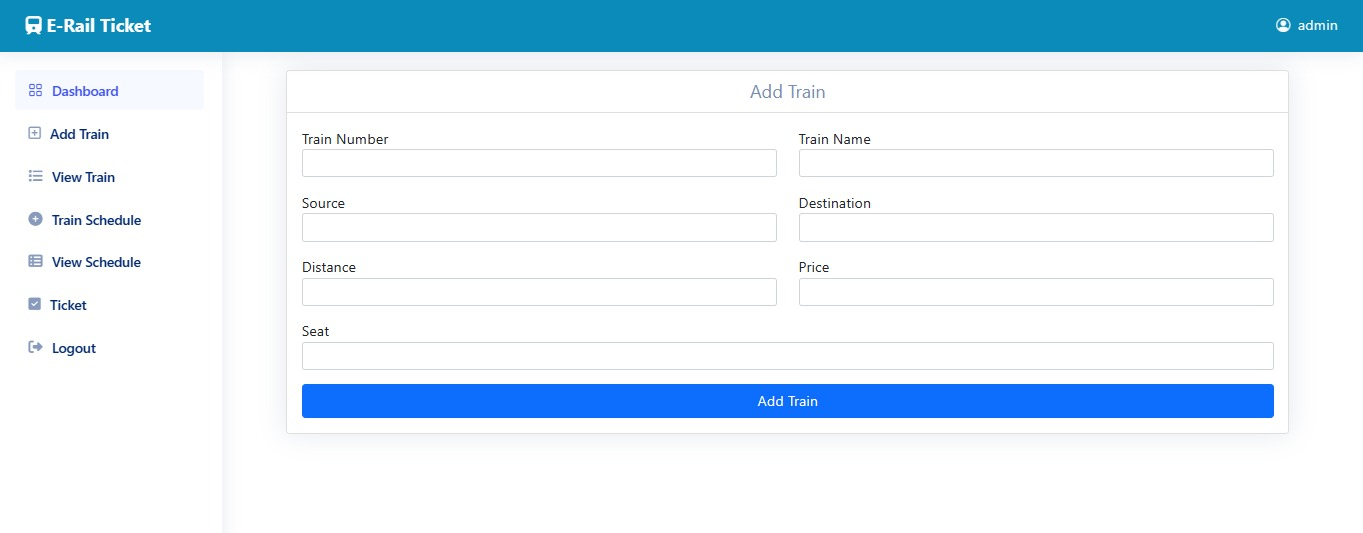 E-Rail Ticket
admin
Dashboard
Add Train
View Train
Train Schedule
View Schedule
Ticket
Logout
Add Train
Train Number
Train Name
Source
Destination
Distance
Price
Seat
Add Train